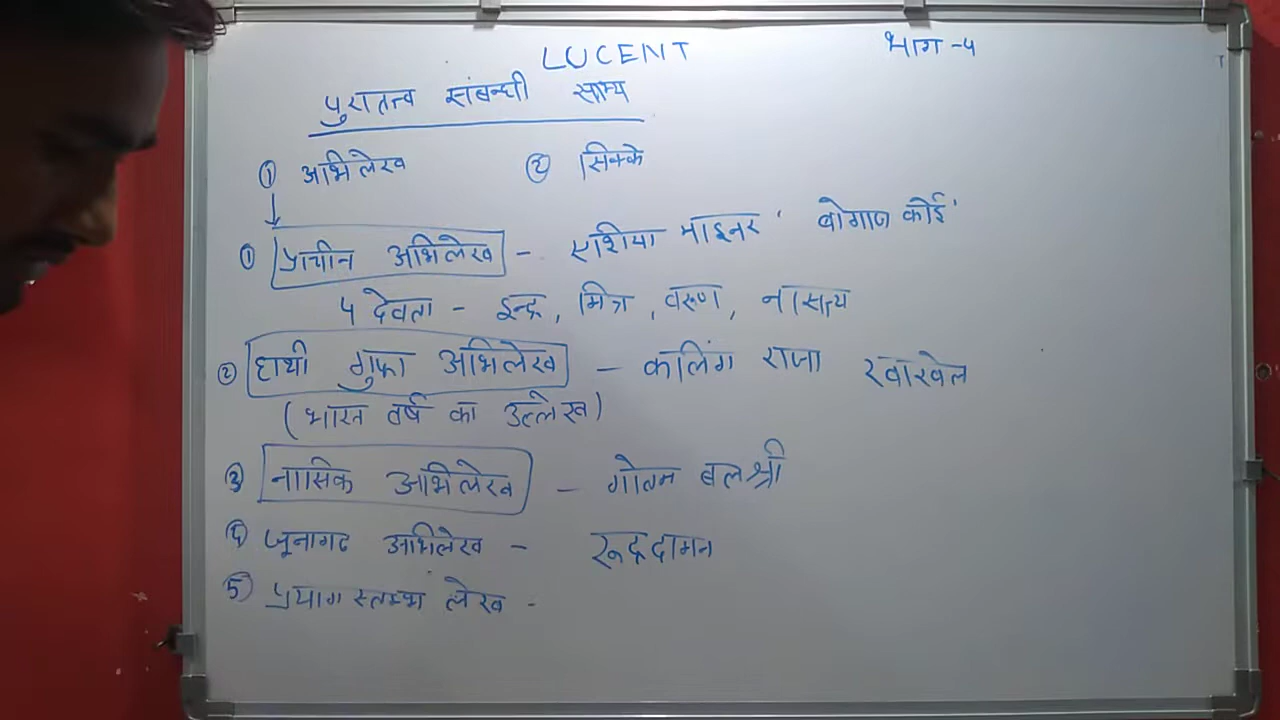 LUCENT
भाग -4
पुरातत्व संबन्धी साक्ष्य
① अभिलेख ② सिक्के
① प्राचीन अभिलेख - एशिया माइनर ' बोगाज कोई '
4 देवता - इन्द्र, मित्र, वरुण, नासत्य
② हाथी गुफा अभिलेख - कलिंग राजा खारवेल
(भारत वर्ष का उल्लेख)
③ नासिक अभिलेख - गोतम बलश्री
④ जूनागढ अभिलेख - रूद्रदामन
⑤ प्रयाग स्तम्भ लेख -